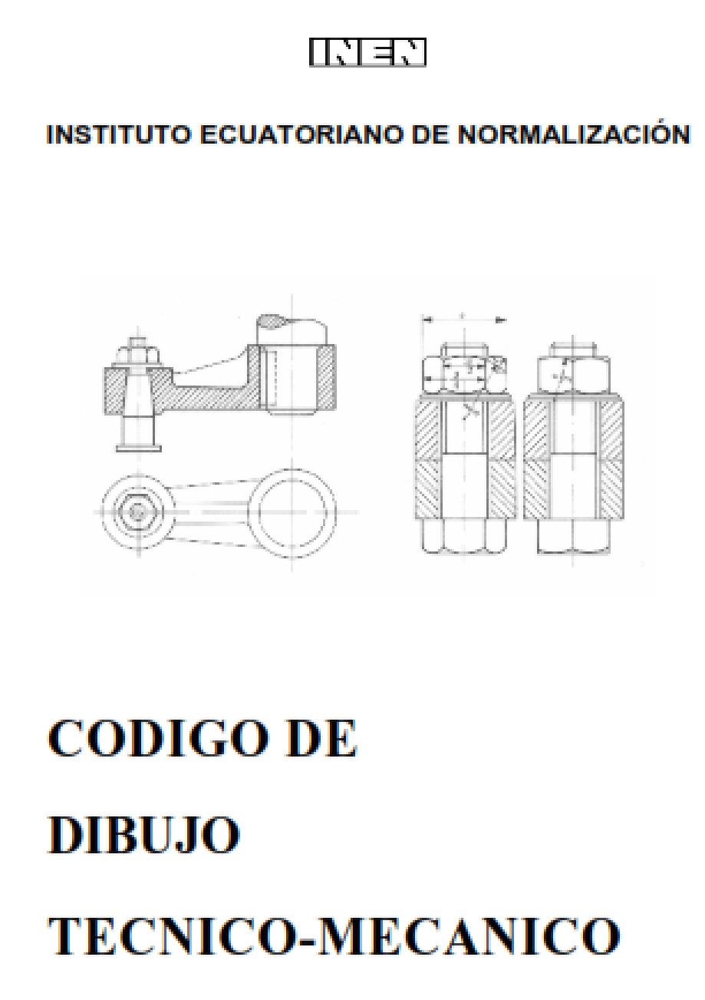 INEN
INSTITUTO ECUATORIANO DE NORMALIZACIÓN
CODIGO DE
DIBUJO
TECNICO-MECANICO